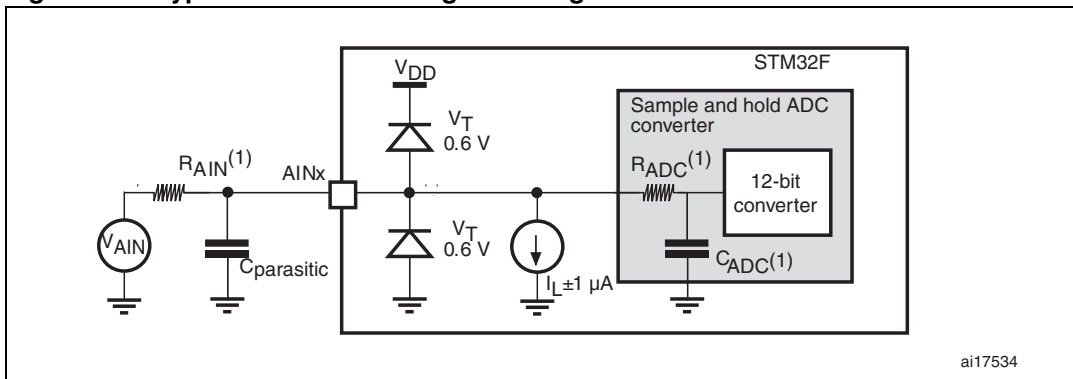 STM32F
VDD
VT
0.6 V
Sample and hold ADC
converter
RAIN(1)
AINx
RADC(1)
12-bit
converter
VAIN
Cparasitic
VT
0.6 V
IL±1 µA
CADC(1)
ai17534